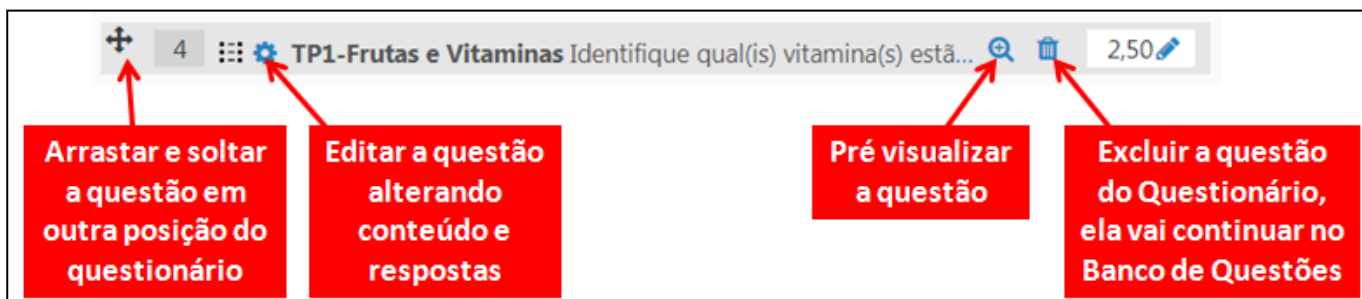 4 TP1-Frutas e Vitaminas Identifique qual(is) vitamina(s) estã... 2,50
Arrastar e soltar
a questão em
outra posição do
questionário
Editar a questão
alterando
conteúdo e
respostas
Pré visualizar
a questão
Excluir a questão
do Questionário,
ela vai continuar no
Banco de Questões